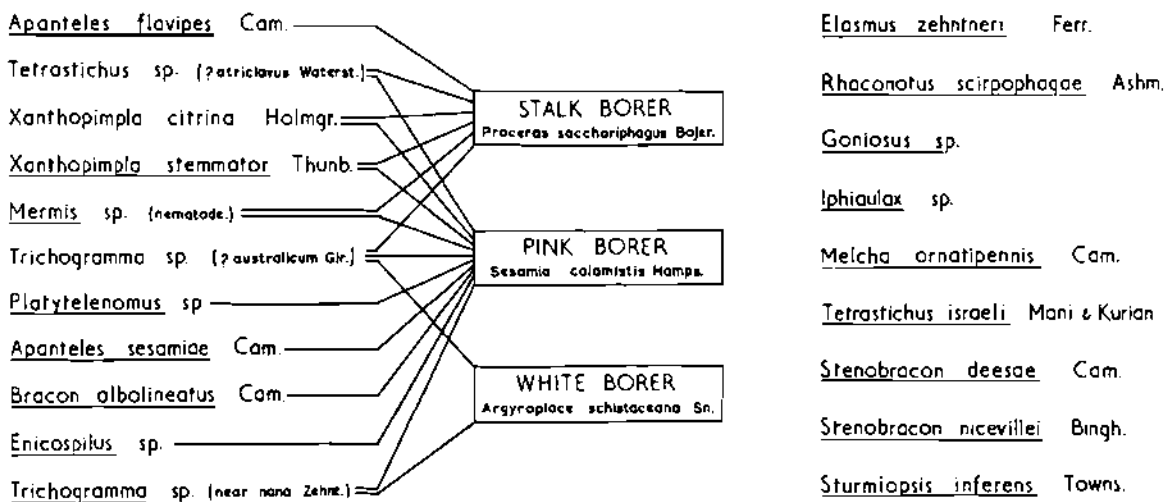 Apanteles flavipes Cam.
Tetrastichus sp. (?atriclavus Waterst.)
Xanthopimpla citrina Holmgr.
Xanthopimpla stemmator Thunb.
Mermis sp. (nematode.)
Trichogramma sp. (?australicum Gir.)
Platytelenomus sp
Apanteles sesamiae Cam.
Bracon albolineatus Cam.
Enicospilus sp.
Trichogramma sp. (near nana Zehnt.)
STALK BORER
Proceras sacchariphagus Bojer.
PINK BORER
Sesamia calamistis Hamps.
WHITE BORER
Argyroploce schistaceana Sn.
Elasmus zehntneri Ferr.
Rhaconotus scirpophagae Ashm.
Goniosus sp.
Iphiaulax sp.
Melcha ornatipennis Cam.
Tetrastichus israeli Mani & Kurian
Stenobracon deesae Cam.
Stenobracon nicevillei Bingh.
Sturmiopsis inferens Towns.